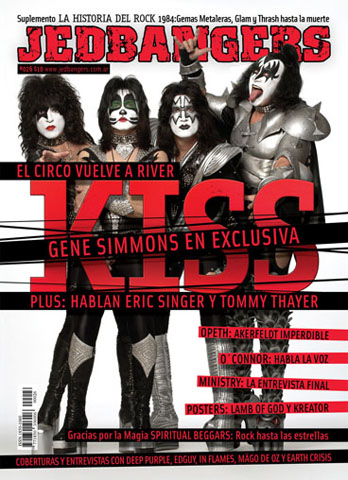 Suplemento LA HISTORIA DEL ROCK 1984:Gemas Metaleras, Glam y Thrash hasta la muerte
JEDBANGERS
www.jedbangers.com.ar
EL CIRCO VUELVE A RIVER
KISS
GENE SIMMONS EN EXCLUSIVA
PLUS: HABLAN ERIC SINGER Y TOMMY THAYER
OPETH: AKERFELDT IMPERDIBLE
O´CONNOR: HABLA LA VOZ
MINISTRY: LA ENTREVISTA FINAL
POSTERS: LAMB OF GOD Y KREATOR
Gracias por la Magia SPIRITUAL BEGGARS: Rock hasta las estrellas
COBERTURAS Y ENTREVISTAS CON DEEP PURPLE, EDGUY, IN FLAMES, MAGO DE OZ Y EARTH CRISIS